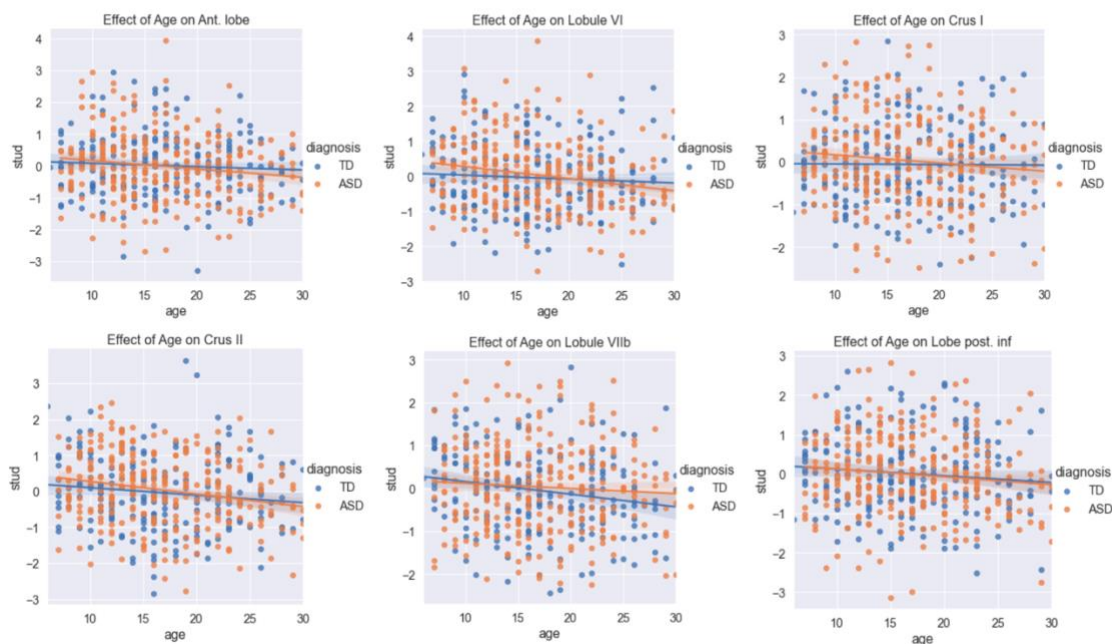 Effect of Age on Ant. lobe
4
3
2
1
0
-1
-2
-3
stud
10 15 20 25 30
age
diagnosis
TD
ASD
Effect of Age on Lobule VI
4
3
2
1
0
-1
-2
-3
stud
10 15 20 25 30
age
diagnosis
TD
ASD
Effect of Age on Crus I
3
2
1
0
-1
-2
stud
10 15 20 25 30
age
diagnosis
TD
ASD
Effect of Age on Crus II
3
2
1
0
-1
-2
-3
stud
10 15 20 25 30
age
diagnosis
TD
ASD
Effect of Age on Lobule VIIb
3
2
1
0
-1
-2
stud
10 15 20 25 30
age
diagnosis
TD
ASD
Effect of Age on Lobe post. inf
3
2
1
0
-1
-2
-3
stud
10 15 20 25 30
age
diagnosis
TD
ASD